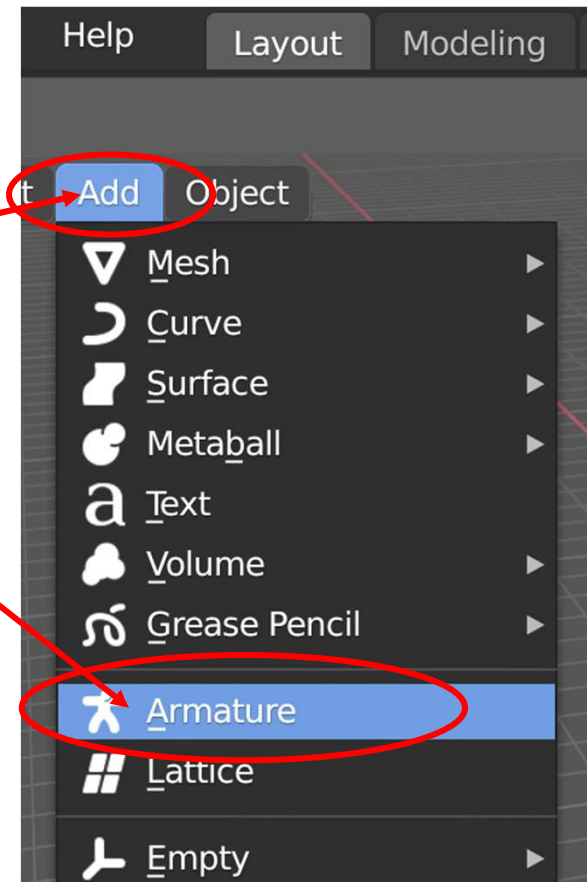 Help Layout Modeling
t Add Object
Mesh
Curve
Surface
Metaball
Text
Volume
Grease Pencil
Armature
Lattice
Empty